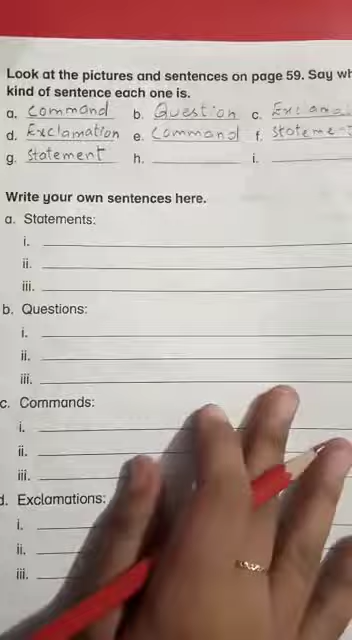 Look at the pictures and sentences on page 59. Say
kind of sentence each one is.
a. Command b. Question c.
d. Exclamation e. Command f.
g. Statement h. i.
Write your own sentences here.
a. Statements:
i.
ii.
iii.
b. Questions:
i.
ii.
iii.
c. Commands:
i.
ii.
iii.
d. Exclamations:
i.
ii.
iii.